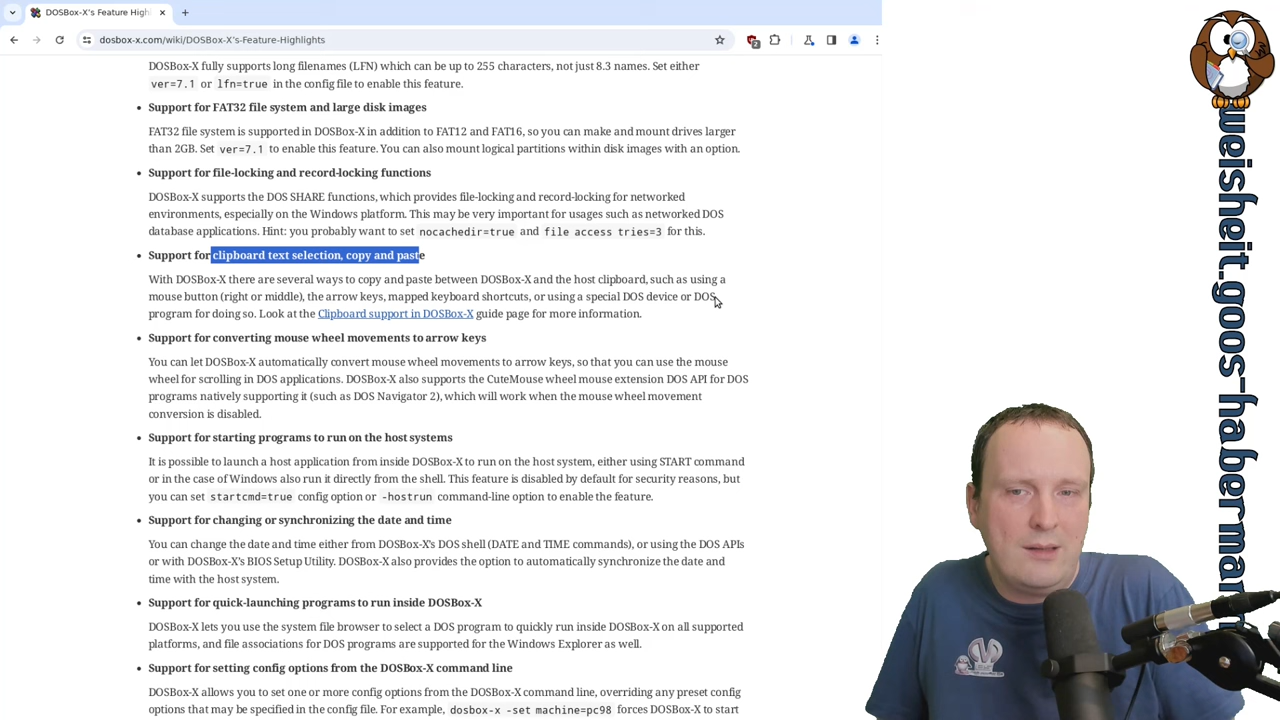 DOSBox-X's Feature High
dosbox-x.com/wiki/DOSBox-X's-Feature-Highlights
DOSBox-X fully supports long filenames (LFN) which can be up to 255 characters, not just 8.3 names. Set either
ver=7.1 or lfn=true in the config file to enable this feature.
• Support for FAT32 file system and large disk images
FAT32 file system is supported in DOSBox-X in addition to FAT12 and FAT16, so you can make and mount drives larger
than 2GB. Set ver=7.1 to enable this feature. You can also mount logical partitions within disk images with an option.
• Support for file-locking and record-locking functions
DOSBox-X supports the DOS SHARE functions, which provides file-locking and record-locking for networked
environments, especially on the Windows platform. This may be very important for usages such as networked DOS
database applications. Hint: you probably want to set nocachedir=true and file access tries=3 for this.
• Support for clipboard text selection, copy and paste
With DOSBox-X there are several ways to copy and paste between DOSBox-X and the host clipboard, such as using a
mouse button (right or middle), the arrow keys, mapped keyboard shortcuts, or using a special DOS device or DOS
program for doing so. Look at the Clipboard support in DOSBox-X guide page for more information.
• Support for converting mouse wheel movements to arrow keys
You can let DOSBox-X automatically convert mouse wheel movements to arrow keys, so that you can use the mouse
wheel for scrolling in DOS applications. DOSBox-X also supports the CuteMouse wheel mouse extension DOS API for DOS
programs natively supporting it (such as DOS Navigator 2), which will work when the mouse wheel movement
conversion is disabled.
• Support for starting programs to run on the host systems
It is possible to launch a host application from inside DOSBox-X to run on the host system, either using START command
or in the case of Windows also run it directly from the shell. This feature is disabled by default for security reasons, but
you can set startcmd=true config option or -hostrun command-line option to enable the feature.
• Support for changing or synchronizing the date and time
You can change the date and time either from DOSBox-X's DOS shell (DATE and TIME commands), or using the DOS APIs
or with DOSBox-X's BIOS Setup Utility. DOSBox-X also provides the option to automatically synchronize the date and
time with the host system.
• Support for quick-launching programs to run inside DOSBox-X
DOSBox-X lets you use the system file browser to select a DOS program to quickly run inside DOSBox-X on all supported
platforms, and file associations for DOS programs are supported for the Windows Explorer as well.
• Support for setting config options from the DOSBox-X command line
DOSBox-X allows you to set one or more config options from the DOSBox-X command line, overriding any preset config
options that may be specified in the config file. For example, dosbox-x -set machine=pc98 forces DOSBox-X to start
weisheit.goos-haberman